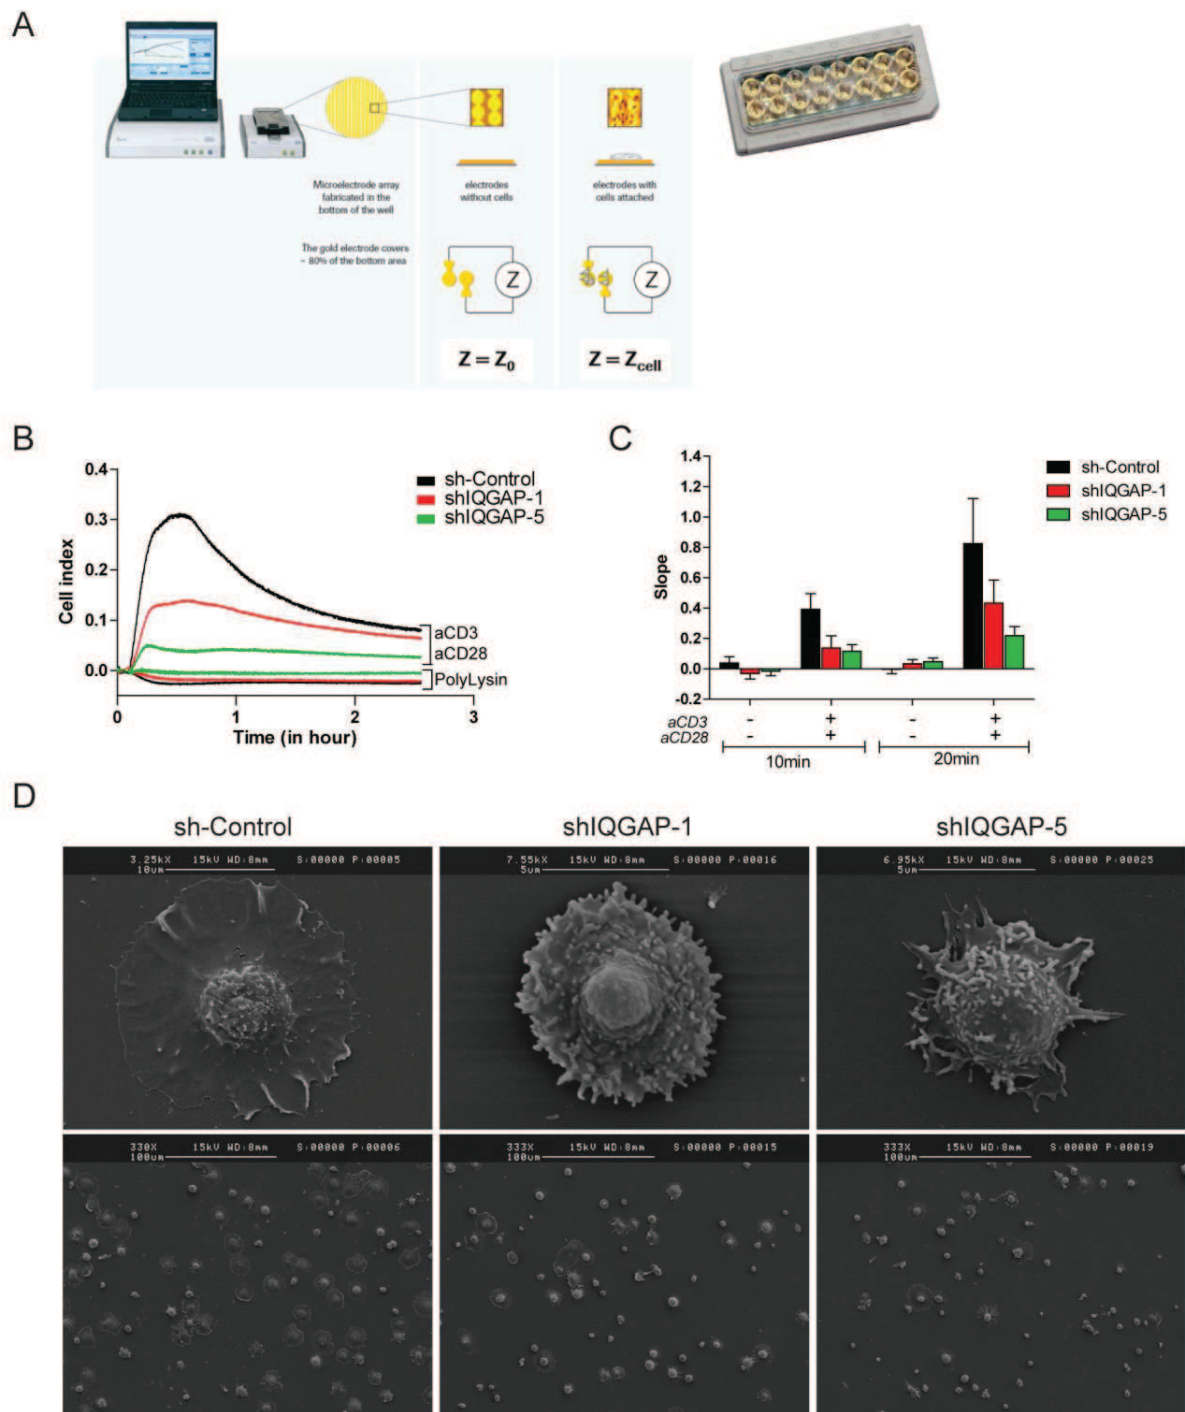 A
Microelectrode array
fabricated in the
bottom of the well
The gold electrode covers
~ 80% of the bottom area
electrodes
without cells
electrodes with
cells attached
Z
Z
Z = Z0
Z = Zcell
B
Cell index
0.4
0.3
0.2
0.1
0.0
0
1
2
3
Time (in hour)
sh-Control
shIQGAP-1
shIQGAP-5
aCD3
aCD28
PolyLysin
C
Slope
1.4
1.2
1.0
0.8
0.6
0.4
0.2
0.0
-0.2
sh-Control
shIQGAP-1
shIQGAP-5
aCD3 - + - +
aCD28 - + - +
10min
20min
D
sh-Control
shIQGAP-1
shIQGAP-5
3.25kX 15kV WD:8mm S:00000 P:00005
10um
7.55kX 15kV WD:8mm S:00000 P:00016
5um
6.95kX 15kV WD:8mm S:00000 P:00025
5um
330X 15kV WD:8mm S:00000 P:00006
100um
333X 15kV WD:8mm S:00000 P:00015
100um
333X 15kV WD:8mm S:00000 P:00019
100um